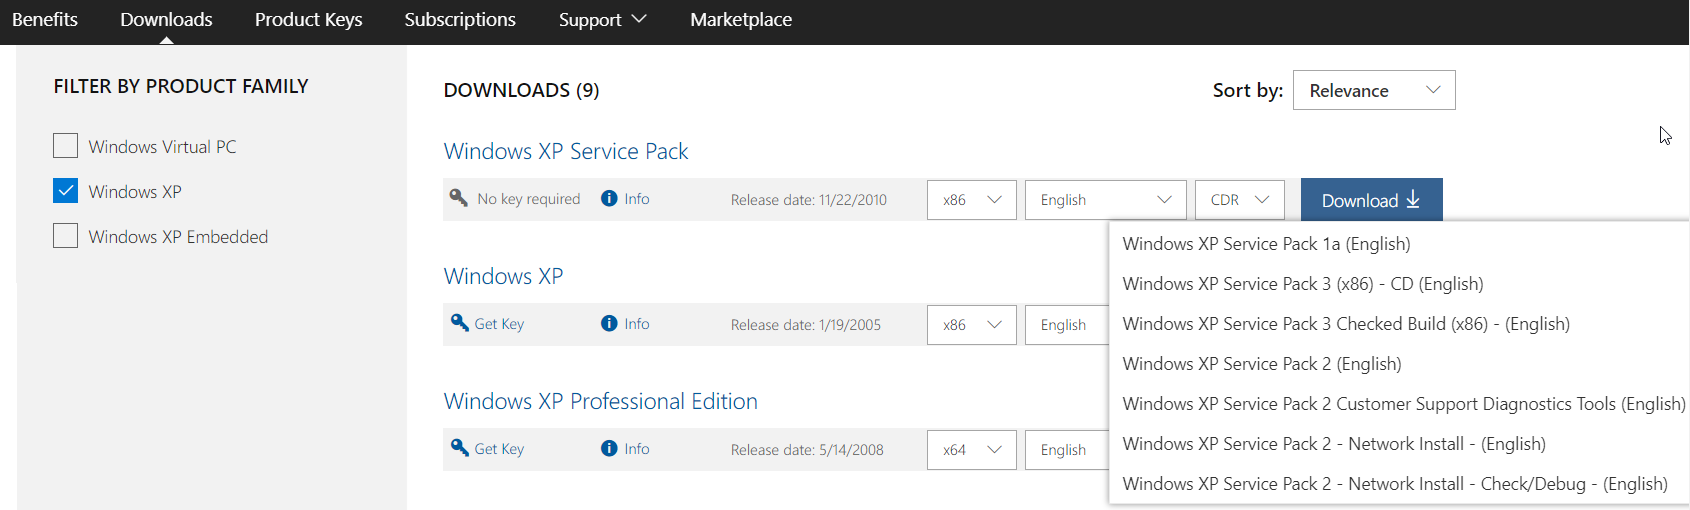 Benefits Downloads Product Keys Subscriptions Support Marketplace
FILTER BY PRODUCT FAMILY
Windows Virtual PC
Windows XP
Windows XP Embedded
DOWNLOADS (9)
Sort by: Relevance
Windows XP Service Pack
No key required Info Release date: 11/22/2010 x86 English CDR Download
Windows XP Service Pack 1a (English)
Windows XP Service Pack 3 (x86) - CD (English)
Windows XP Service Pack 3 Checked Build (x86) - (English)
Windows XP Service Pack 2 (English)
Windows XP Service Pack 2 Customer Support Diagnostics Tools (English)
Windows XP Service Pack 2 - Network Install - (English)
Windows XP Service Pack 2 - Network Install - Check/Debug - (English)
Windows XP
Get Key Info Release date: 1/19/2005 x86 English
Windows XP Professional Edition
Get Key Info Release date: 5/14/2008 x64 English